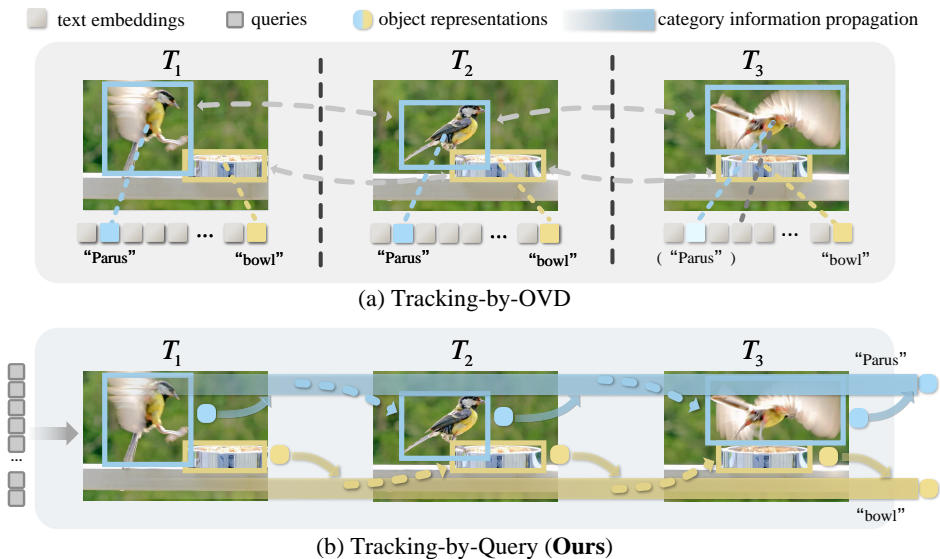 text embeddings queries object representations category information propagation
T1 T2 T3
“Parus” “bowl” “Parus” “bowl” ( “Parus” ) “bowl”
(a) Tracking-by-OVD
T1 T2 T3
“Parus”
“bowl”
(b) Tracking-by-Query (Ours)